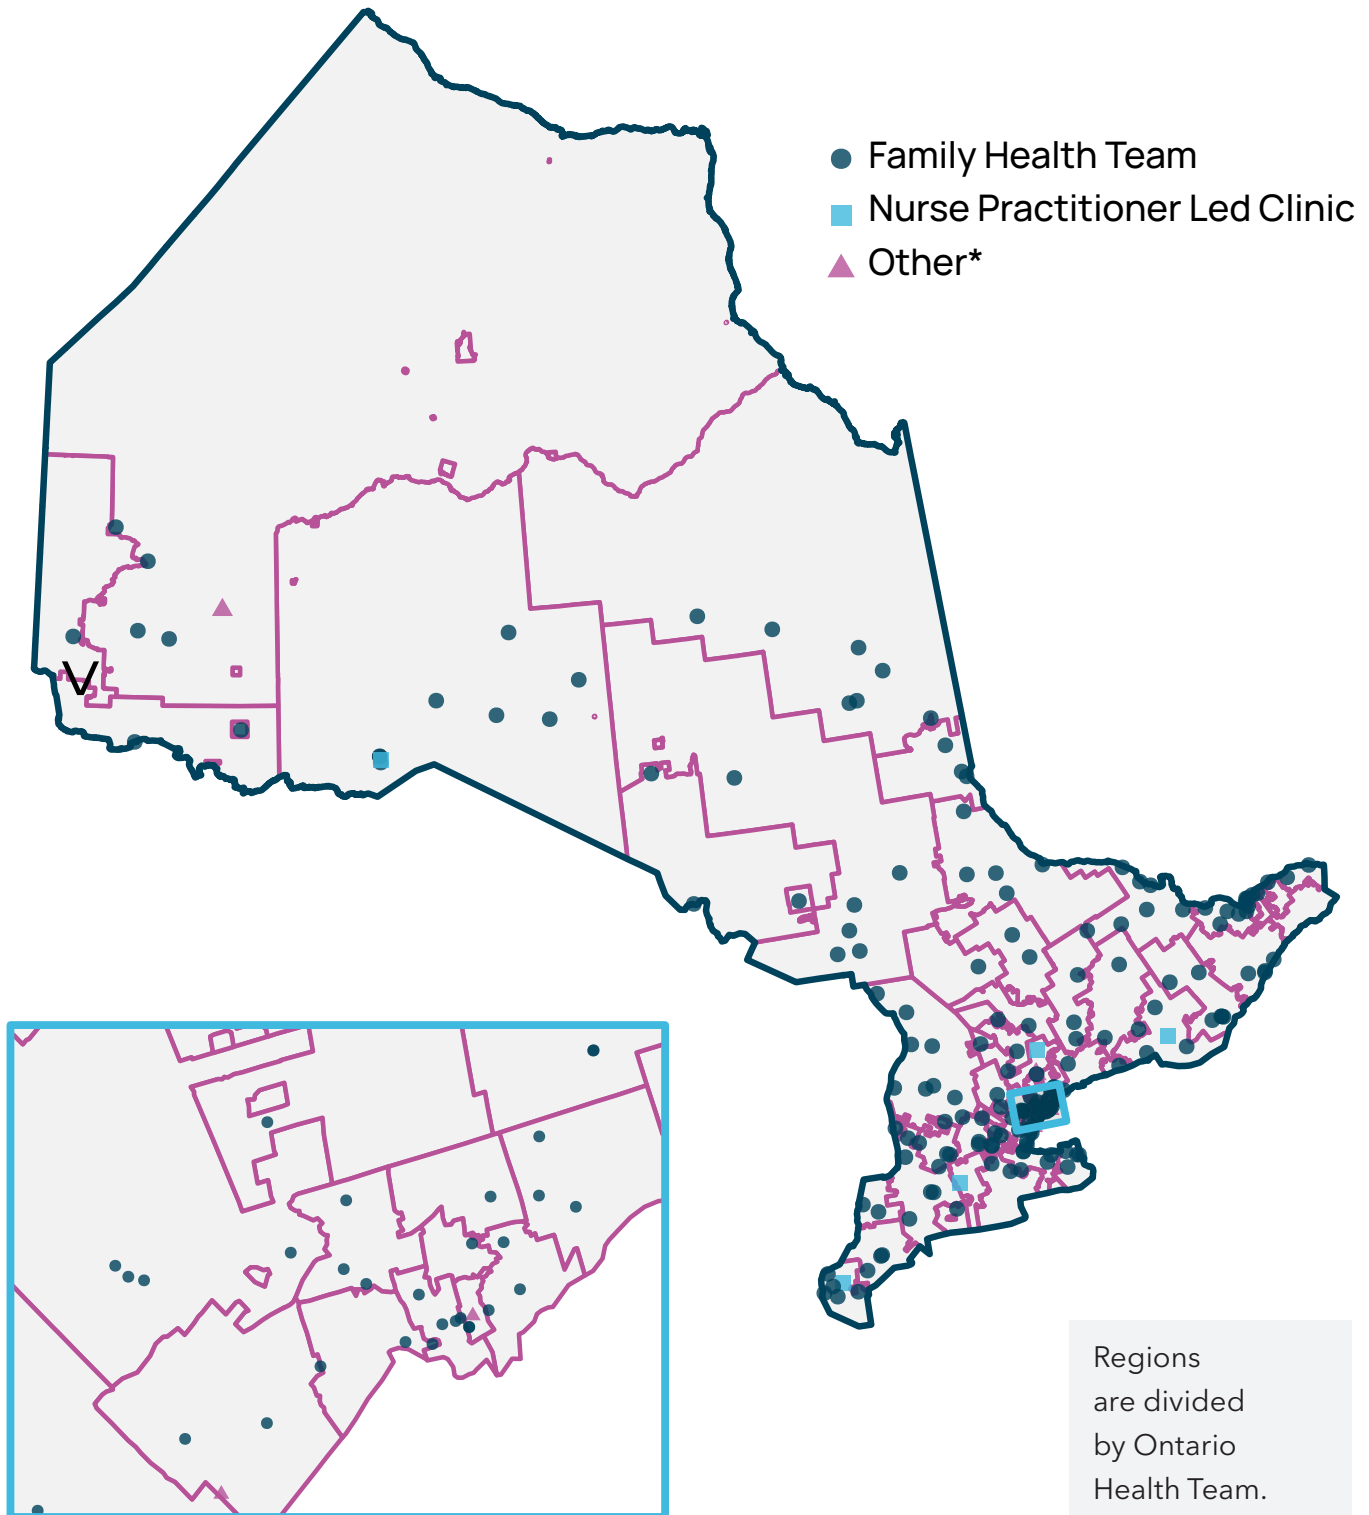 Family Health Team
Nurse Practitioner Led Clinic
Other*
V
Regions
are divided
by Ontario
Health Team.